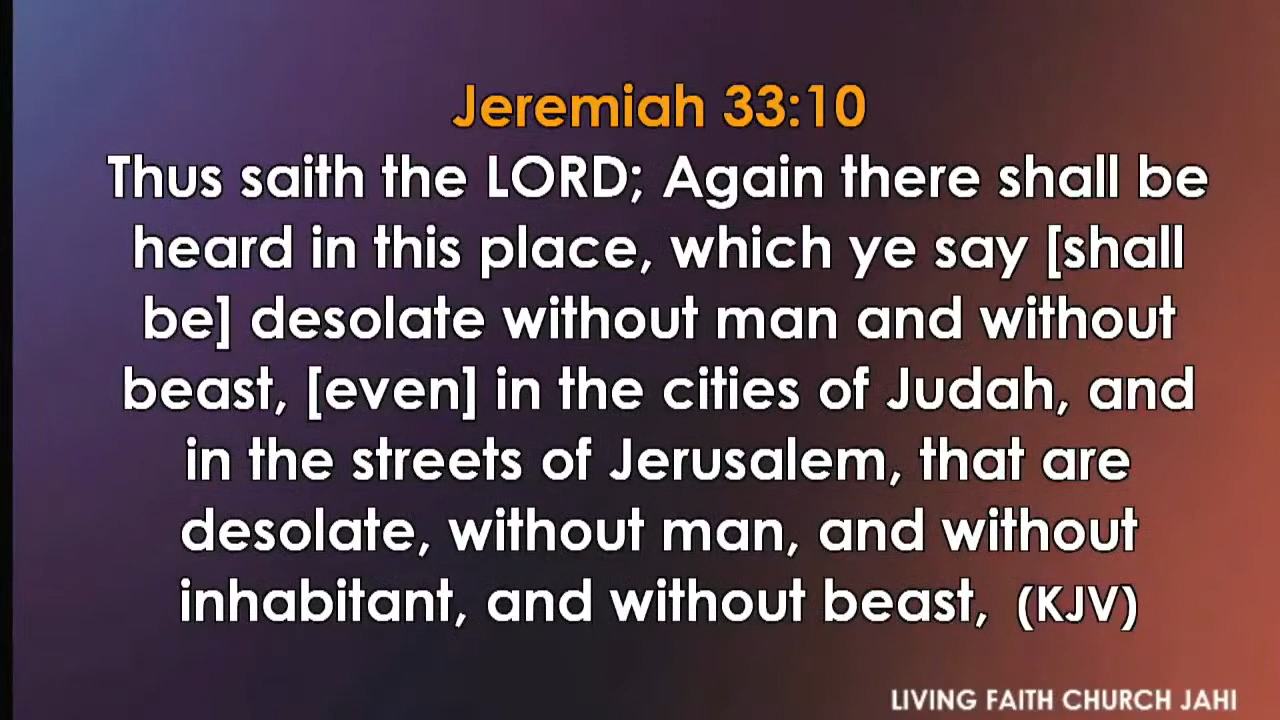 Jeremiah 33:10
Thus saith the LORD; Again there shall be
heard in this place, which ye say [shall
be] desolate without man and without
beast, [even] in the cities of Judah, and
in the streets of Jerusalem, that are
desolate, without man, and without
inhabitant, and without beast, (KJV)
LIVING FAITH CHURCH JAHI